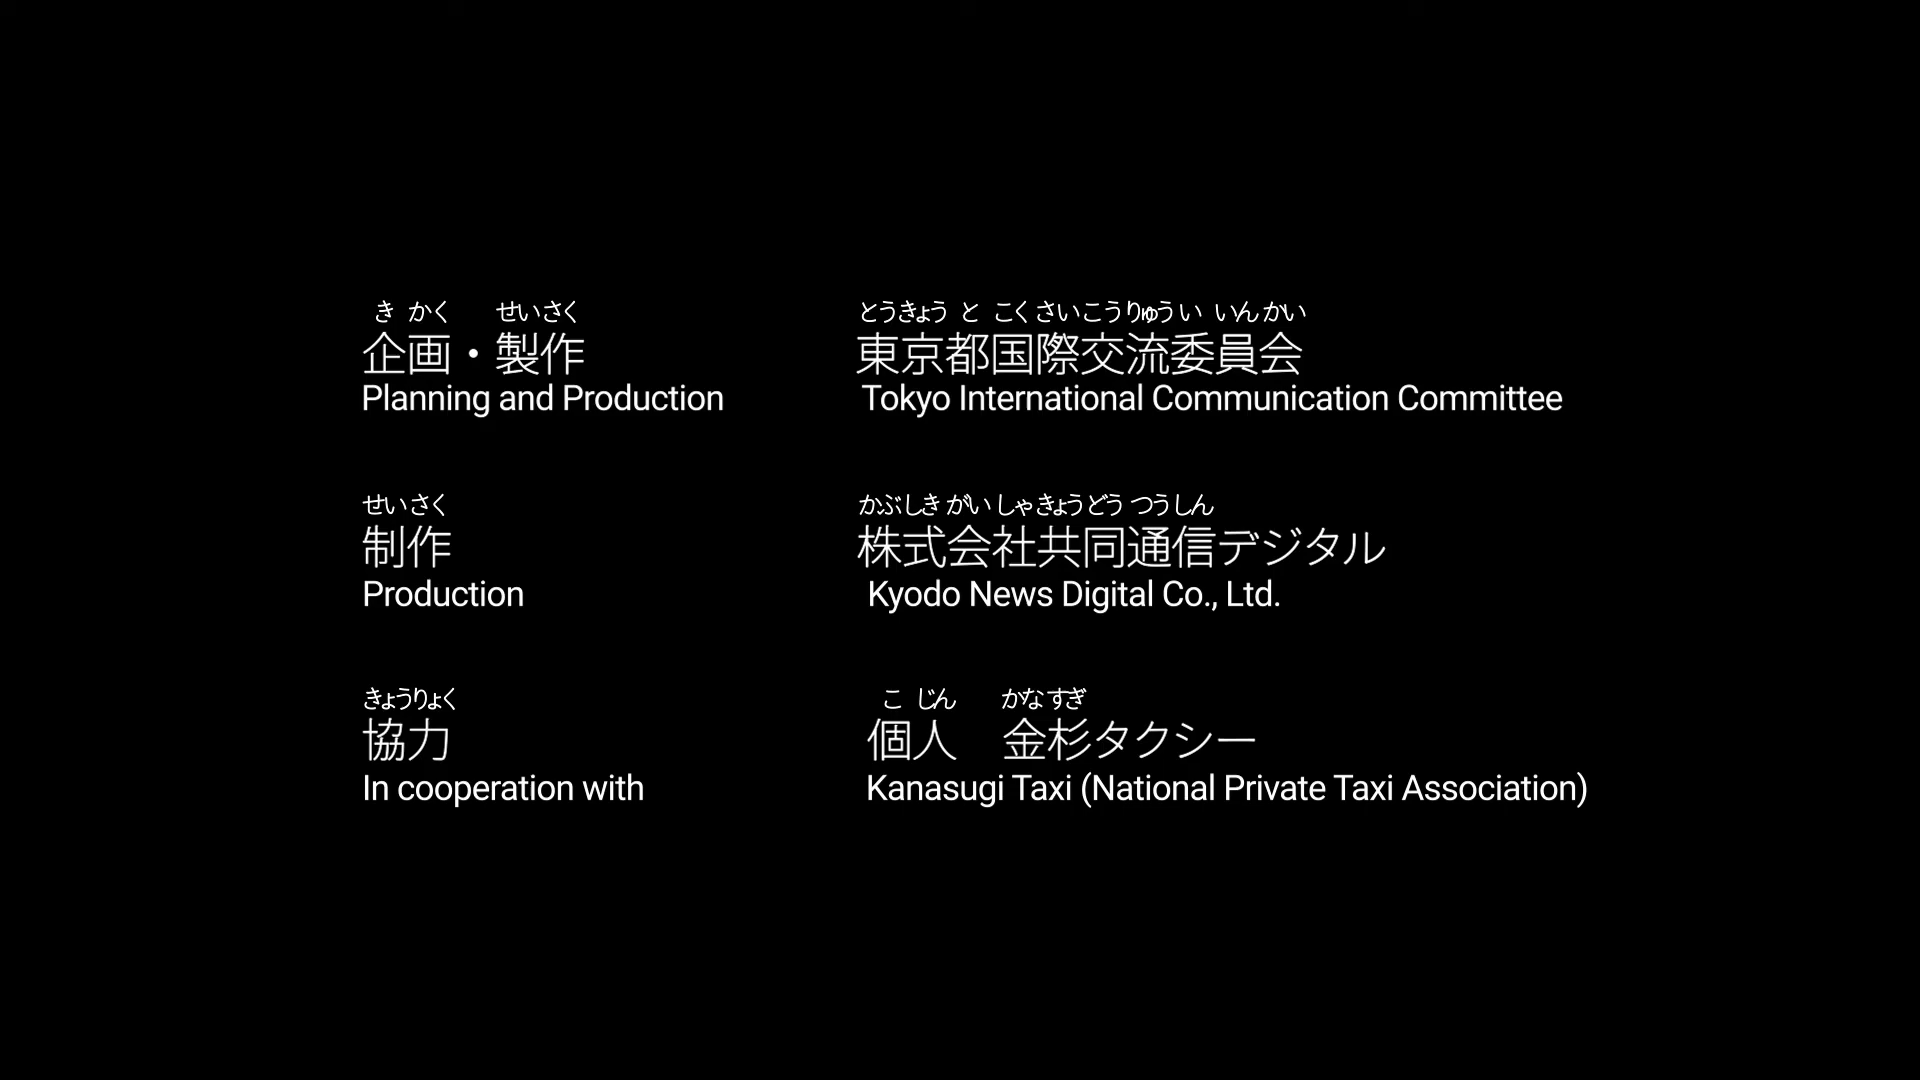 きかく せいさく
企画・製作
Planning and Production
とうきょうとこくさいこうりゅういいんかい
東京都国際交流委員会
Tokyo International Communication Committee
せいさく
制作
Production
かぶしきがいしゃきょうどうつうしん
株式会社共同通信デジタル
Kyodo News Digital Co., Ltd.
きょうりょく
協力
In cooperation with
こじん かなすぎ
個人 金杉タクシー
Kanasugi Taxi (National Private Taxi Association)